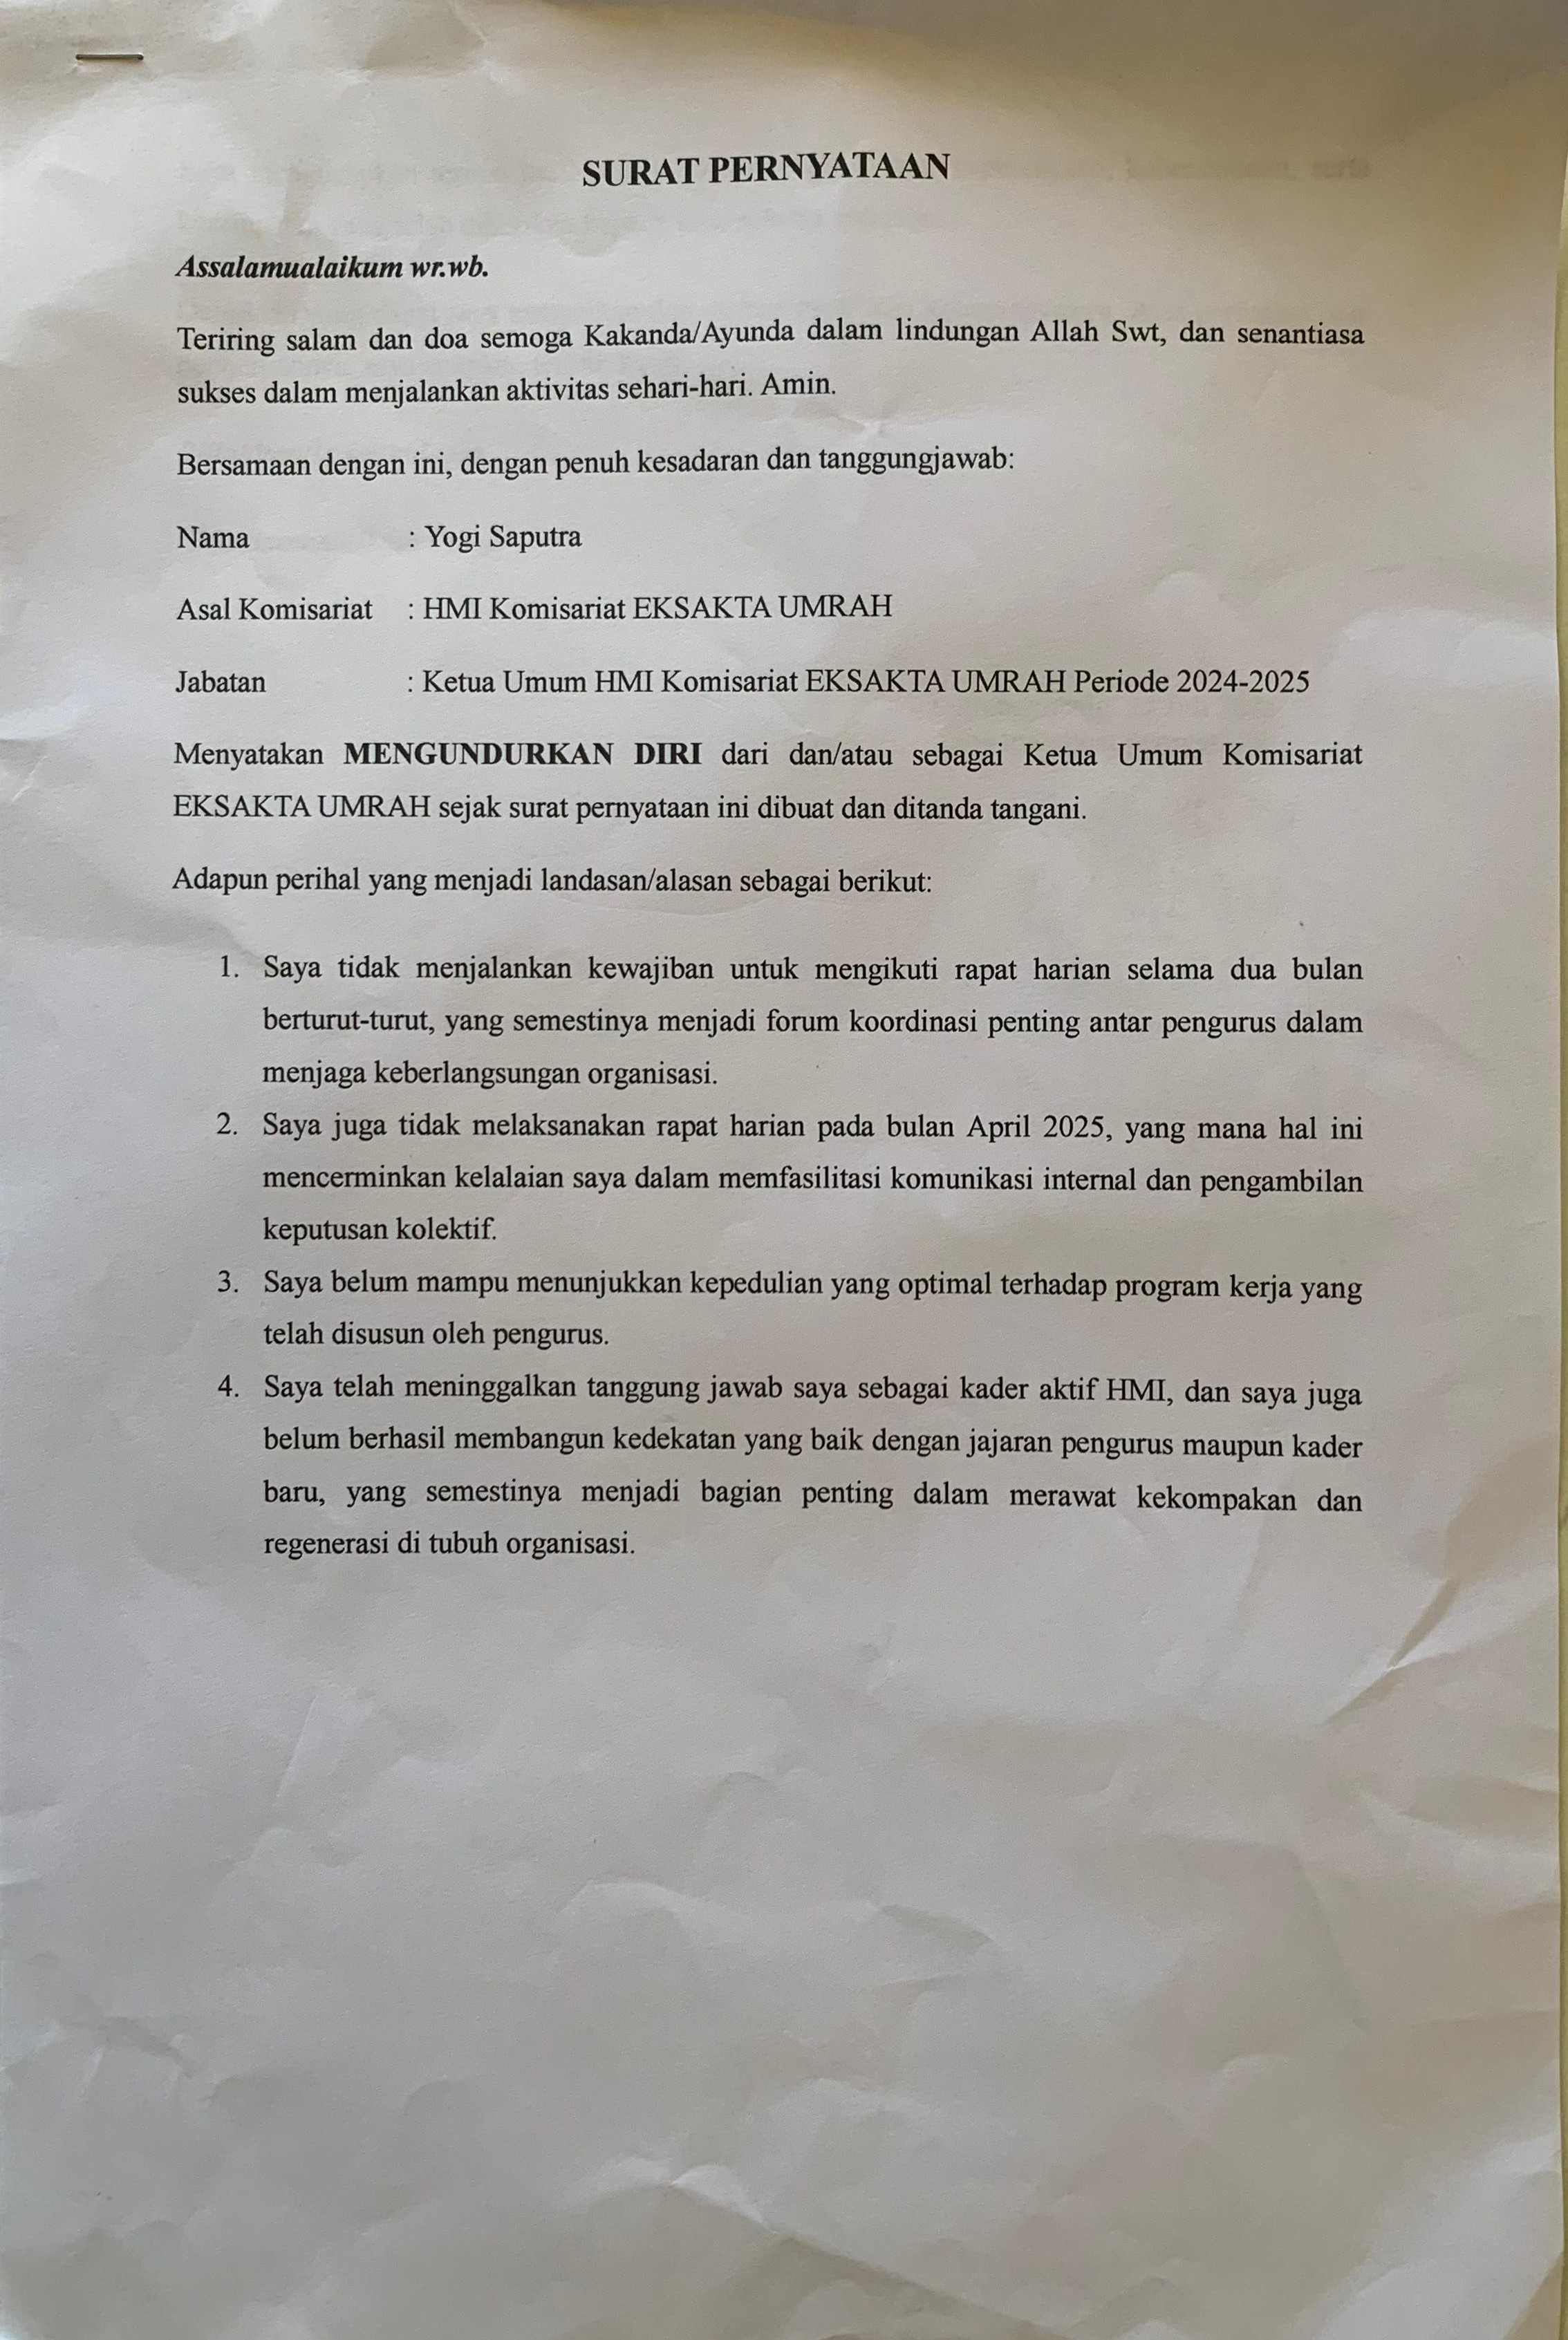 SURAT PERNYATAAN
Assalamualaikum wr.wb.
Teriring salam dan doa semoga Kakanda/Ayunda dalam lindungan Allah Swt, dan senantiasa
sukses dalam menjalankan aktivitas sehari-hari. Amin.
Bersamaan dengan ini, dengan penuh kesadaran dan tanggungjawab:
Nama : Yogi Saputra
Asal Komisariat : HMI Komisariat EKSAKTA UMRAH
Jabatan : Ketua Umum HMI Komisariat EKSAKTA UMRAH Periode 2024-2025
Menyatakan MENGUNDURKAN DIRI dari dan/atau sebagai Ketua Umum Komisariat
EKSAKTA UMRAH sejak surat pernyataan ini dibuat dan ditanda tangani.
Adapun perihal yang menjadi landasan/alasan sebagai berikut:
1. Saya tidak menjalankan kewajiban untuk mengikuti rapat harian selama dua bulan
berturut-turut, yang semestinya menjadi forum koordinasi penting antar pengurus dalam
menjaga keberlangsungan organisasi.
2. Saya juga tidak melaksanakan rapat harian pada bulan April 2025, yang mana hal ini
mencerminkan kelalaian saya dalam memfasilitasi komunikasi internal dan pengambilan
keputusan kolektif.
3. Saya belum mampu menunjukkan kepedulian yang optimal terhadap program kerja yang
telah disusun oleh pengurus.
4. Saya telah meninggalkan tanggung jawab saya sebagai kader aktif HMI, dan saya juga
belum berhasil membangun kedekatan yang baik dengan jajaran pengurus maupun kader
baru, yang semestinya menjadi bagian penting dalam merawat kekompakan dan
regenerasi di tubuh organisasi.